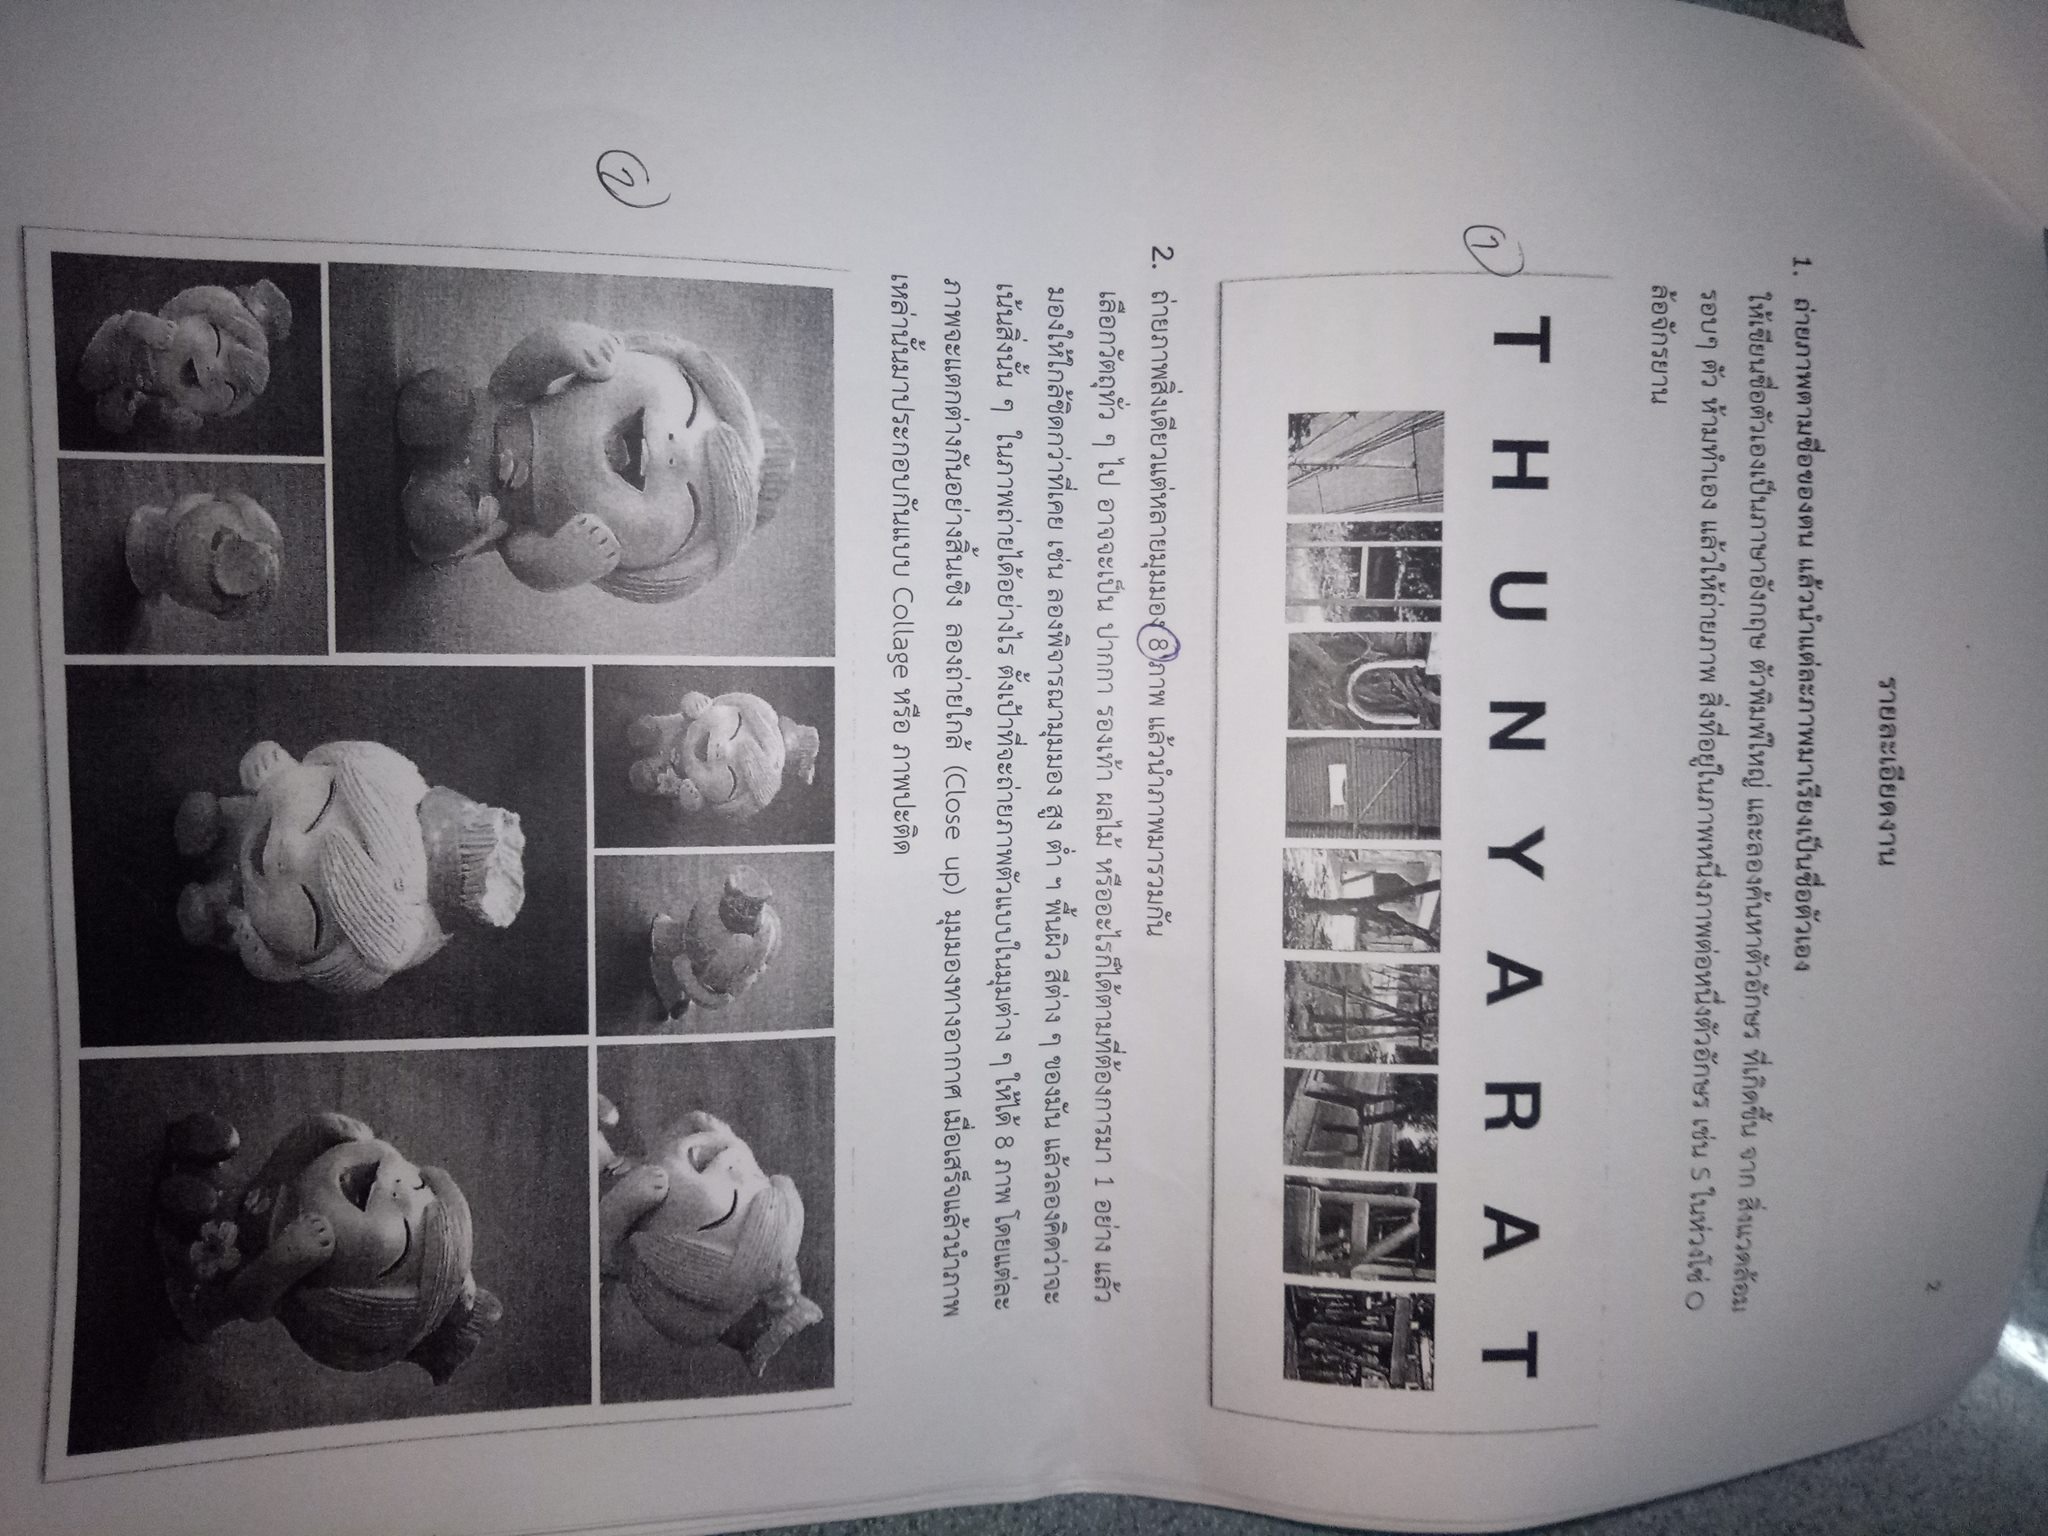 2
รายละเอียดงาน
1. ถ่ายภาพตามชื่อของตน แล้วนำแต่ละภาพมาเรียงเป็นชื่อตัวเอง
ให้เขียนชื่อตัวเองเป็นภาษาอังกฤษ ตัวพิมพ์ใหญ่ และลองค้นหาตัวอักษร ที่เกิดขึ้น จาก สิ่งแวดล้อม
รอบๆ ตัว ห้ามทำเอง แล้วให้ถ่ายภาพ สิ่งที่อยู่ในภาพหนึ่งภาพต่อหนึ่งตัวอักษร เช่น S ในห่วงโซ่ O
ล้อจักรยาน
1
T H U N Y A R A T
2. ถ่ายภาพสิ่งเดียวแต่หลายมุมมอง 8 ภาพ แล้วนำภาพมารวมกัน
เลือกวัตถุทั่ว ๆ ไป อาจจะเป็น ปากกา รองเท้า ผลไม้ หรืออะไรก็ได้ตามที่ต้องการมา 1 อย่าง แล้ว
มองให้ใกล้ชิดกว่าที่เคย เช่น ลองพิจารณามุมมอง สูง ต่ำ ๆ พื้นผิว สีต่าง ๆ ของมัน แล้วลองคิดว่าจะ
เน้นสิ่งนั้น ๆ ในภาพถ่ายได้อย่างไร ตั้งเป้าที่จะถ่ายภาพตัวแบบในมุมต่าง ๆ ให้ได้ 8 ภาพ โดยแต่ละ
ภาพจะแตกต่างกันอย่างสิ้นเชิง ลองถ่ายใกล้ (Close up) มุมมองทางอากาศ เมื่อเสร็จแล้วนำภาพ
เหล่านั้นมาประกอบกันแบบ Collage หรือ ภาพปะติด
2